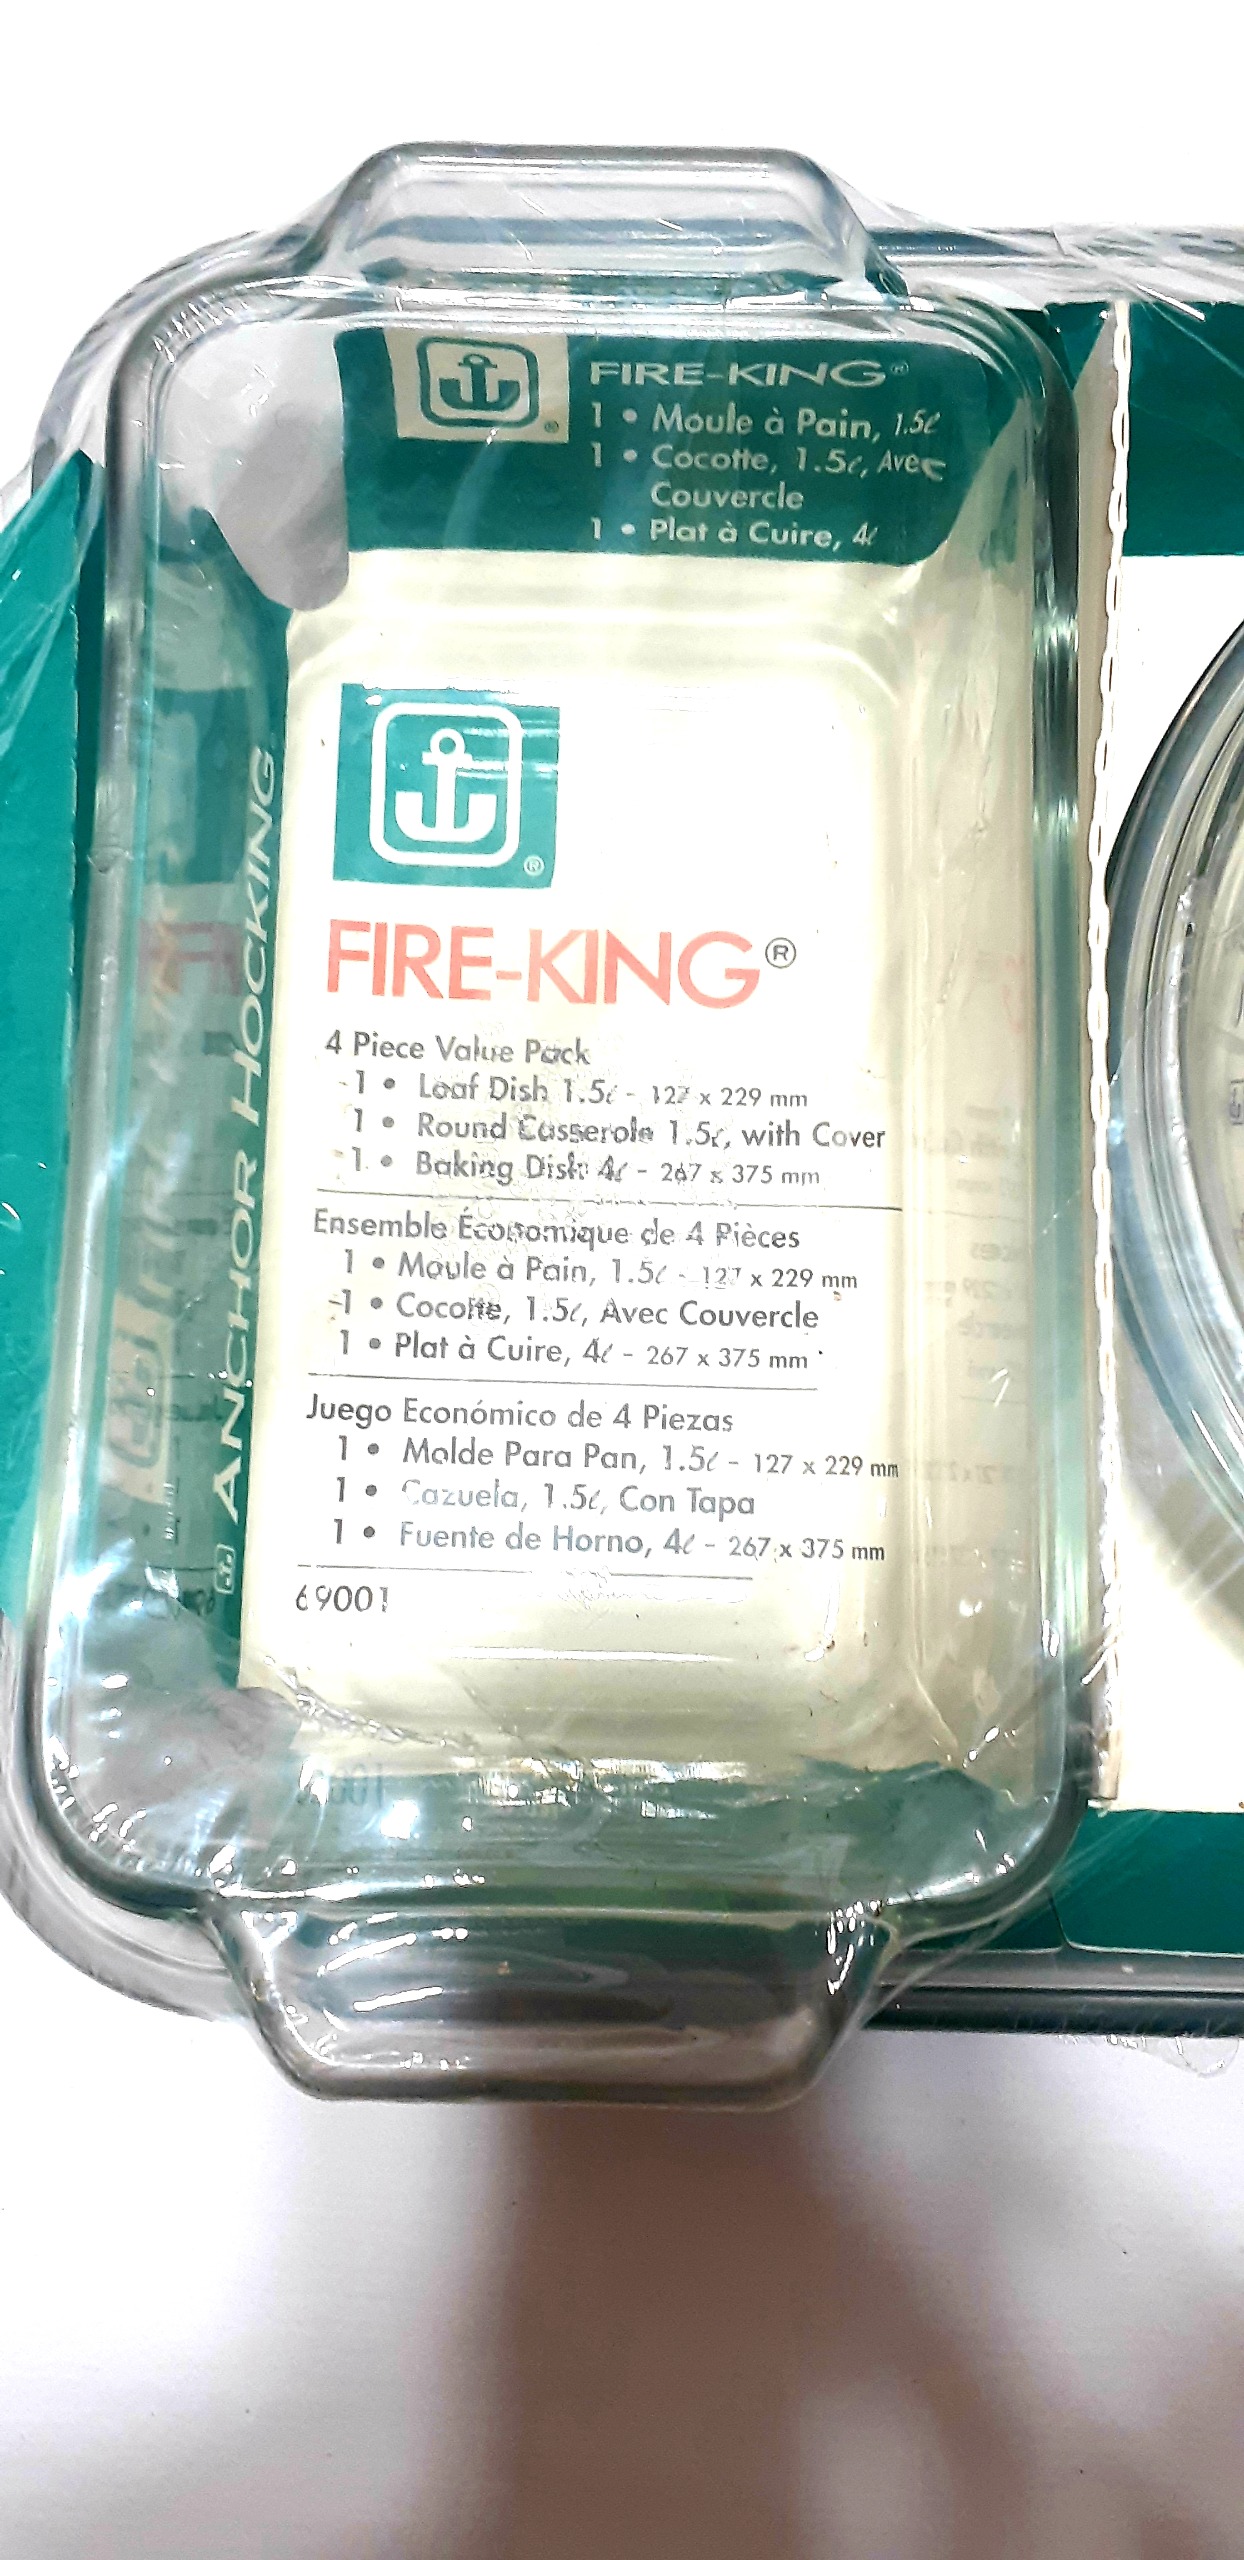 FIRE-KING®
1 • Moule à Pain, 1.5ℓ
1 • Cocotte, 1.5ℓ, Avec
Couvercle
1 • Plat à Cuire, 4ℓ
®
ANCHOR HOCKING
FIRE-KING®
4 Piece Value Pack
1 • Loaf Dish 1.5ℓ - 127 x 229 mm
1 • Round Casserole 1.5ℓ, with Cover
1 • Baking Dish 4ℓ - 267 x 375 mm
Ensemble Économique de 4 Pièces
1 • Moule à Pain, 1.5ℓ - 127 x 229 mm
1 • Cocotte, 1.5ℓ, Avec Couvercle
1 • Plat à Cuire, 4ℓ - 267 x 375 mm
Juego Económico de 4 Piezas
1 • Molde Para Pan, 1.5ℓ - 127 x 229 mm
1 • Cazuela, 1.5ℓ, Con Tapa
1 • Fuente de Horno, 4ℓ - 267 x 375 mm
69001